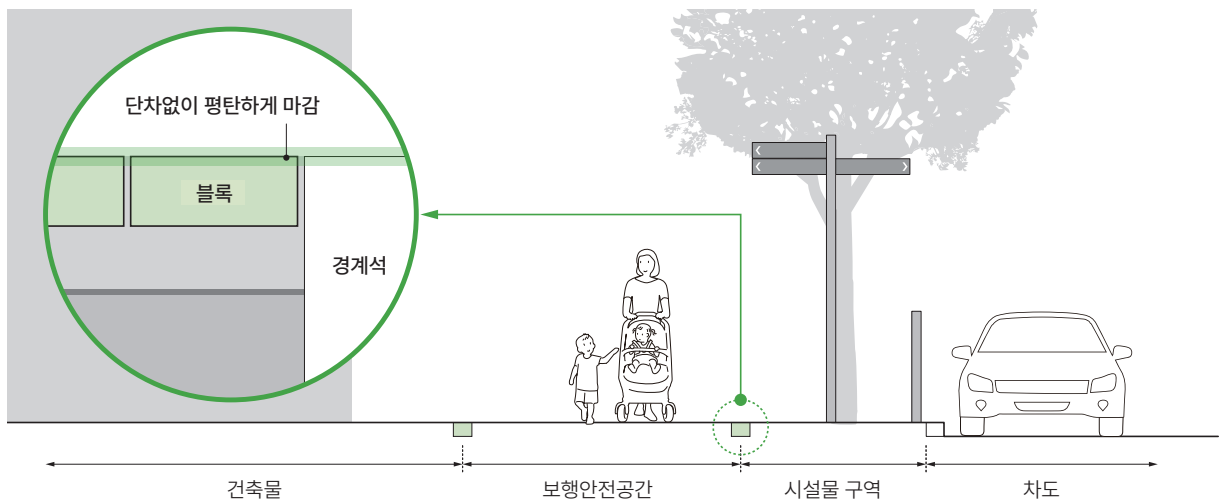 단차없이 평탄하게 마감
블록
경계석
건축물
보행안전공간
시설물 구역
차도